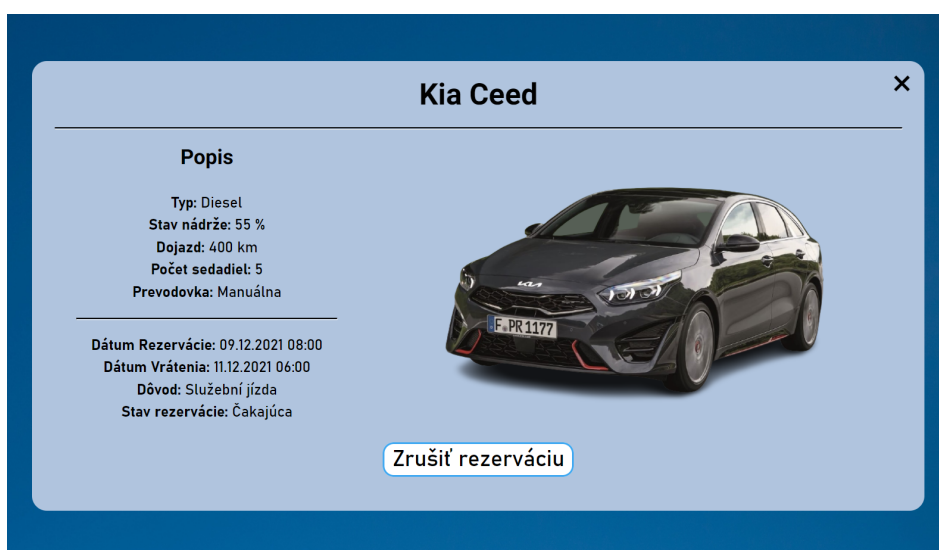 Kia Ceed
×
Popis
Typ: Diesel
Stav nádrže: 55 %
Dojazd: 400 km
Počet sedadiel: 5
Prevodovka: Manuálna
Dátum Rezervácie: 09.12.2021 08:00
Dátum Vrátenia: 11.12.2021 06:00
Dôvod: Služební jízda
Stav rezervácie: Čakajúca
KIA
F PR 1177
Zrušiť rezerváciu